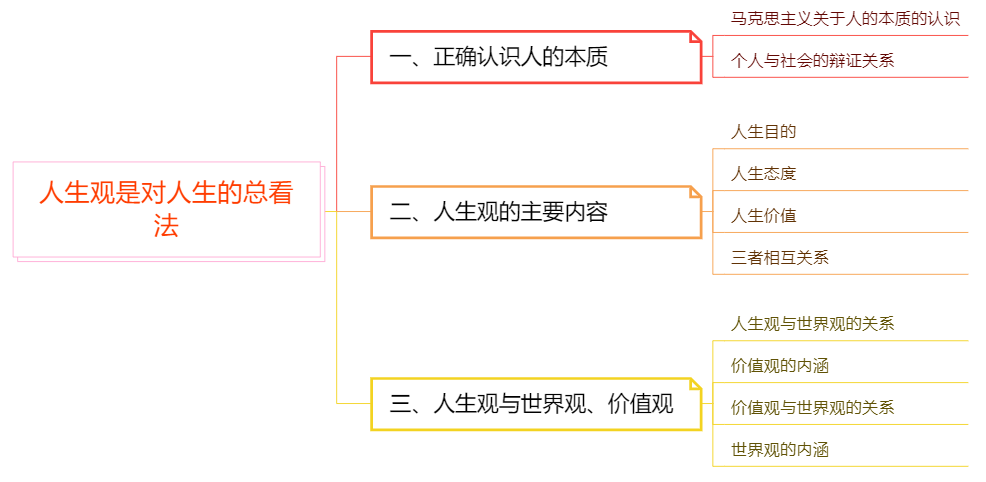 人生观是对人生的总看
法
一、正确认识人的本质
马克思主义关于人的本质的认识
个人与社会的辩证关系
二、人生观的主要内容
人生目的
人生态度
人生价值
三者相互关系
三、人生观与世界观、价值观
人生观与世界观的关系
价值观的内涵
价值观与世界观的关系
世界观的内涵